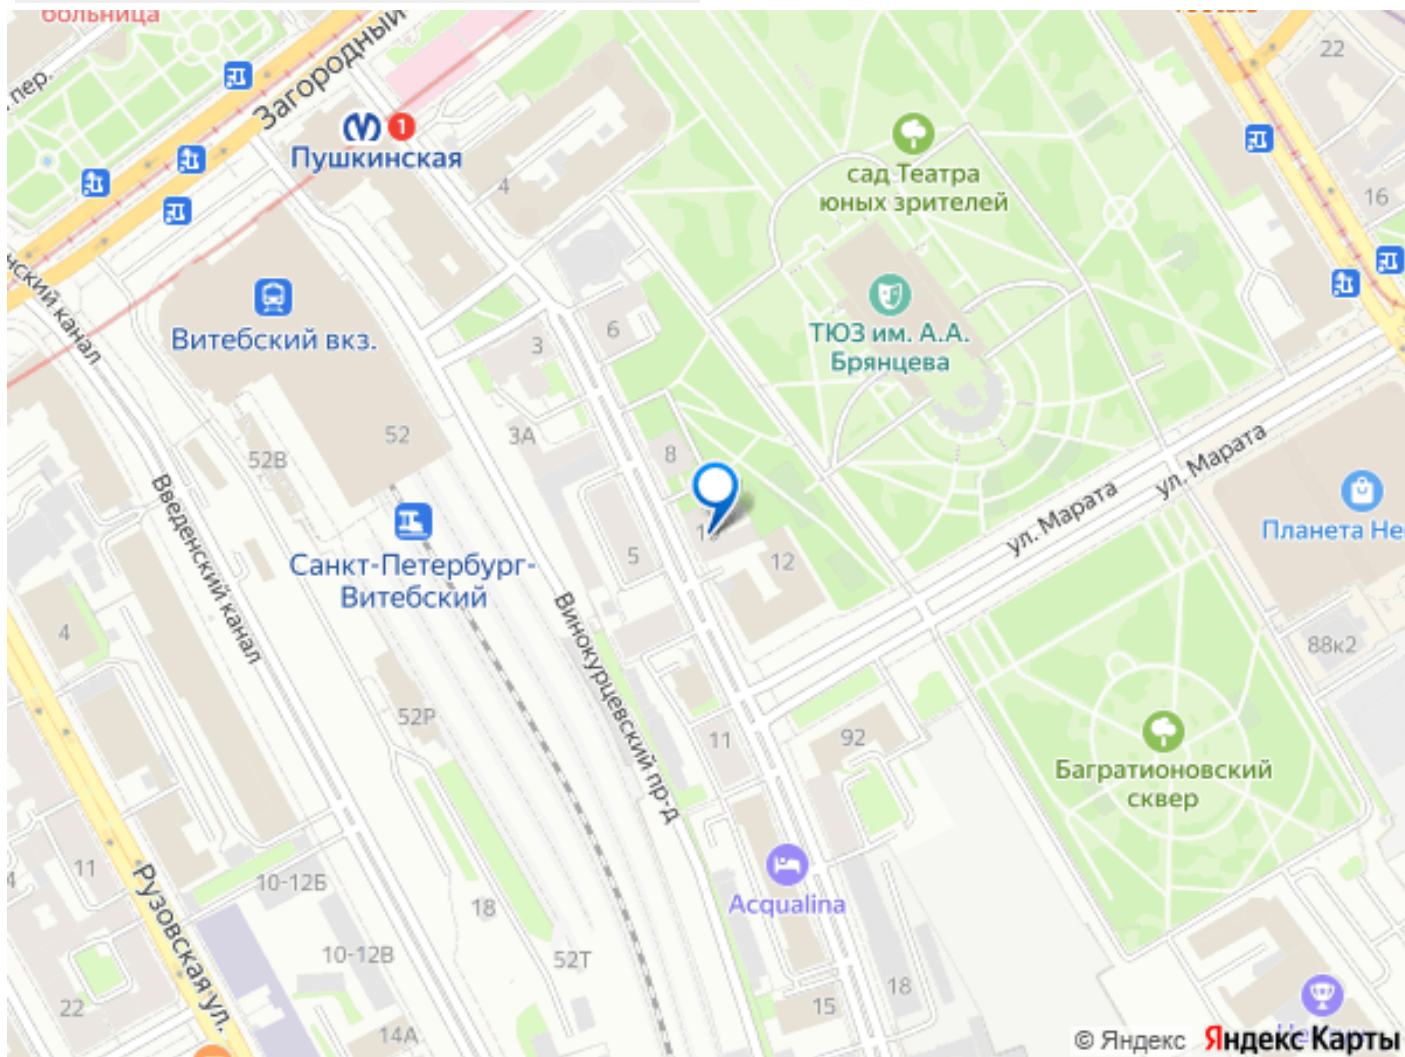 больница
пер.
Загородный
22
Пушкинская
1
4
сад Театра
юных зрителей
16
нский канал
Витебский вкз.
6
3
ТЮЗ им. А.А.
Брянцева
52
3А
8
52В
ул. Марата
ул. Марата
Введенский канал
Планета Не
Санкт-Петербург-
Витебский
5
12
Винокурцевский пр-д
4
88к2
52Р
11
92
Багратионовский
сквер
11
10-12Б
Рузовская ул.
18
Acqualina
10-12В
52Т
22
14А
15
18
© Яндекс
Яндекс Карты